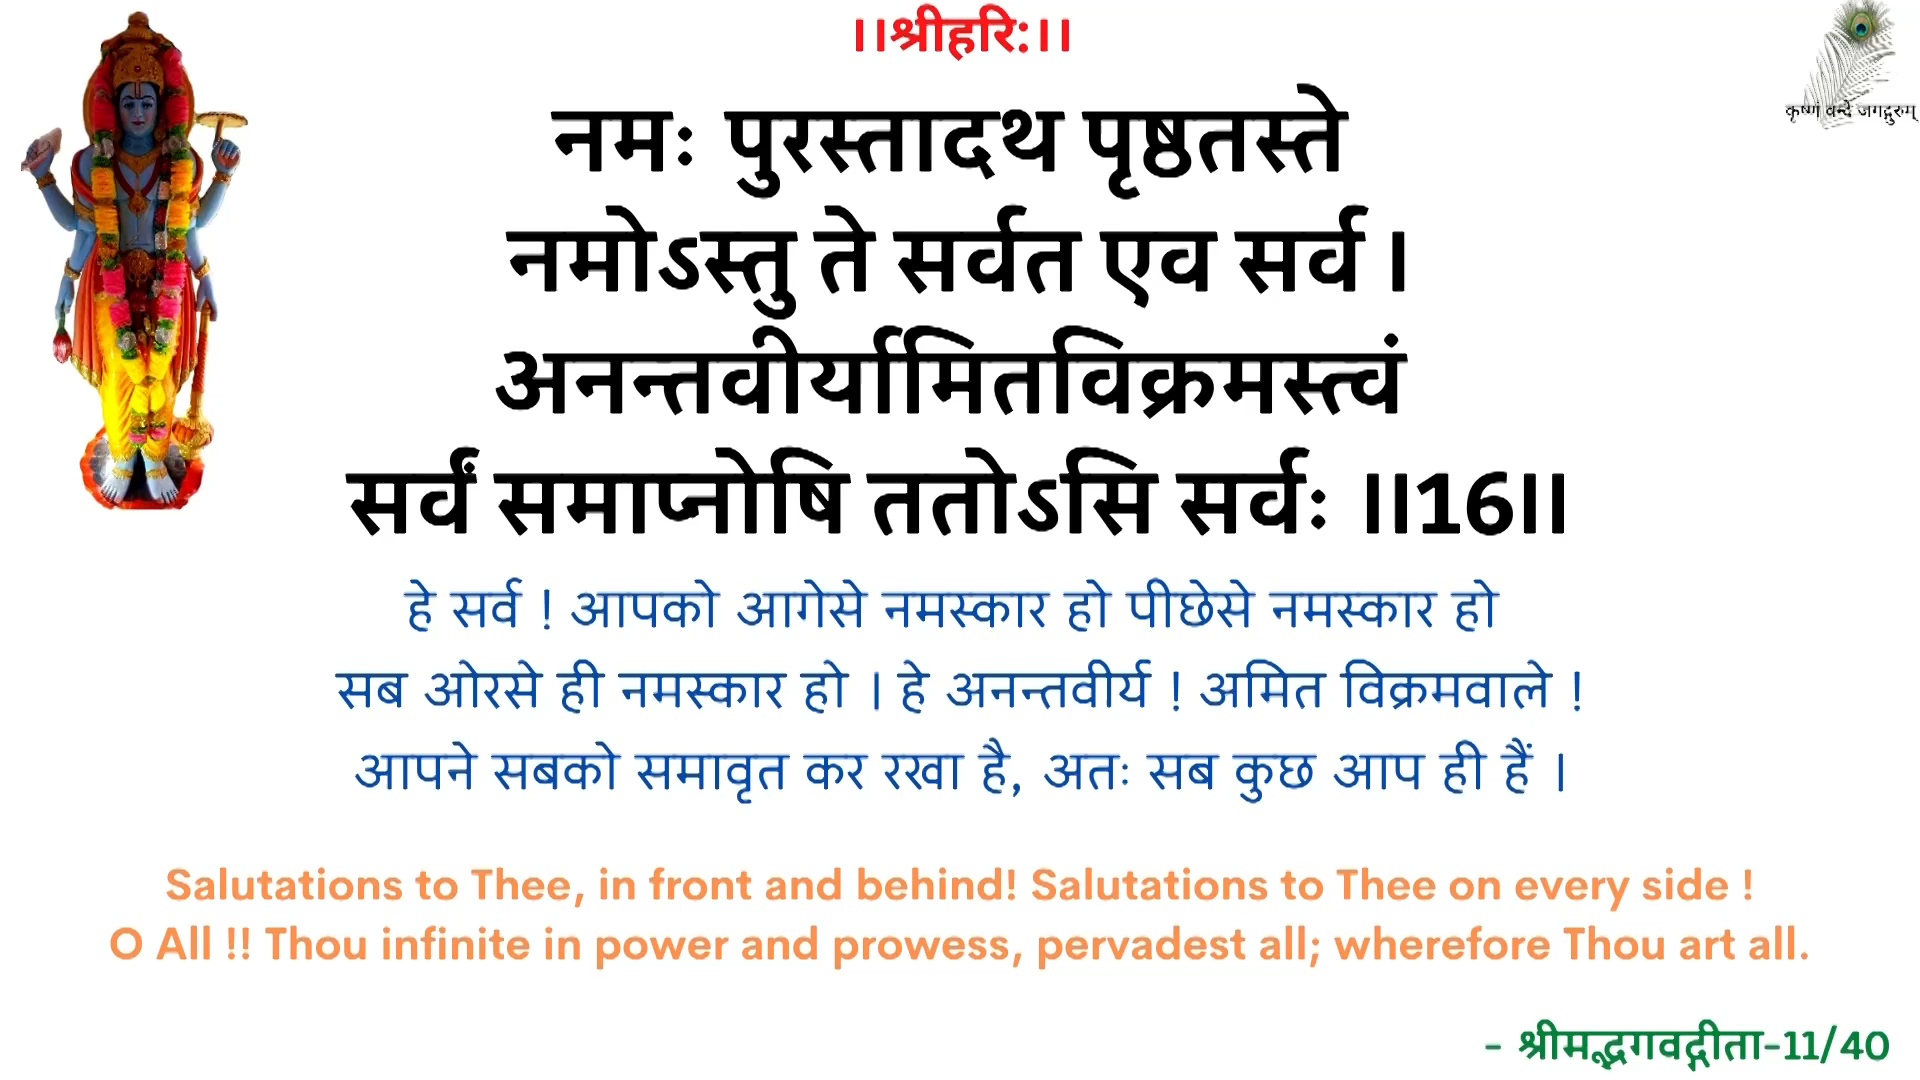 ।।श्रीहरि:।।
कृष्णं वन्दे जगद्गुरुम्
नमः पुरस्तादथ पृष्ठतस्ते
नमोऽस्तु ते सर्वत एव सर्व ।
अनन्तवीर्यामितविक्रमस्त्वं
सर्वं समाप्नोषि ततोऽसि सर्वः ।।16।।
हे सर्व ! आपको आगेसे नमस्कार हो पीछेसे नमस्कार हो
सब ओरसे ही नमस्कार हो । हे अनन्तवीर्य ! अमित विक्रमवाले !
आपने सबको समावृत कर रखा है, अतः सब कुछ आप ही हैं ।
Salutations to Thee, in front and behind! Salutations to Thee on every side !
O All !! Thou infinite in power and prowess, pervadest all; wherefore Thou art all.
- श्रीमद्भगवद्गीता-11/40